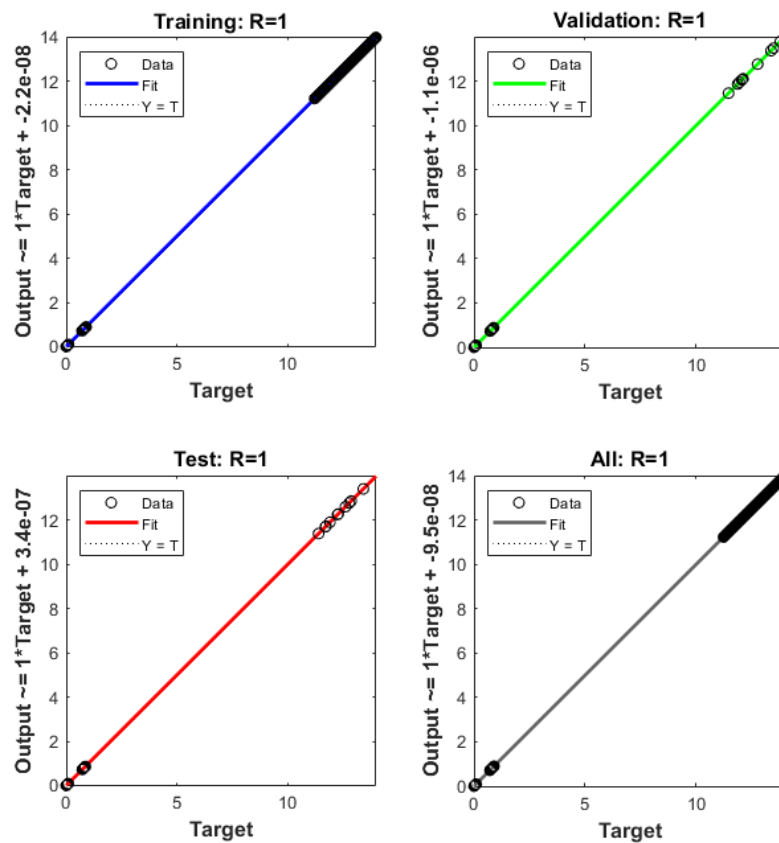 Training: R=1
Output ~= 1*Target + -2.2e-08
14
12
10
8
6
4
2
0
Data
Fit
Y = T
0 5 10
Target
Validation: R=1
Output ~= 1*Target + -1.1e-06
14
12
10
8
6
4
2
0
Data
Fit
Y = T
0 5 10
Target
Test: R=1
Output ~= 1*Target + 3.4e-07
14
12
10
8
6
4
2
0
Data
Fit
Y = T
0 5 10
Target
All: R=1
Output ~= 1*Target + -9.5e-08
14
12
10
8
6
4
2
0
Data
Fit
Y = T
0 5 10
Target